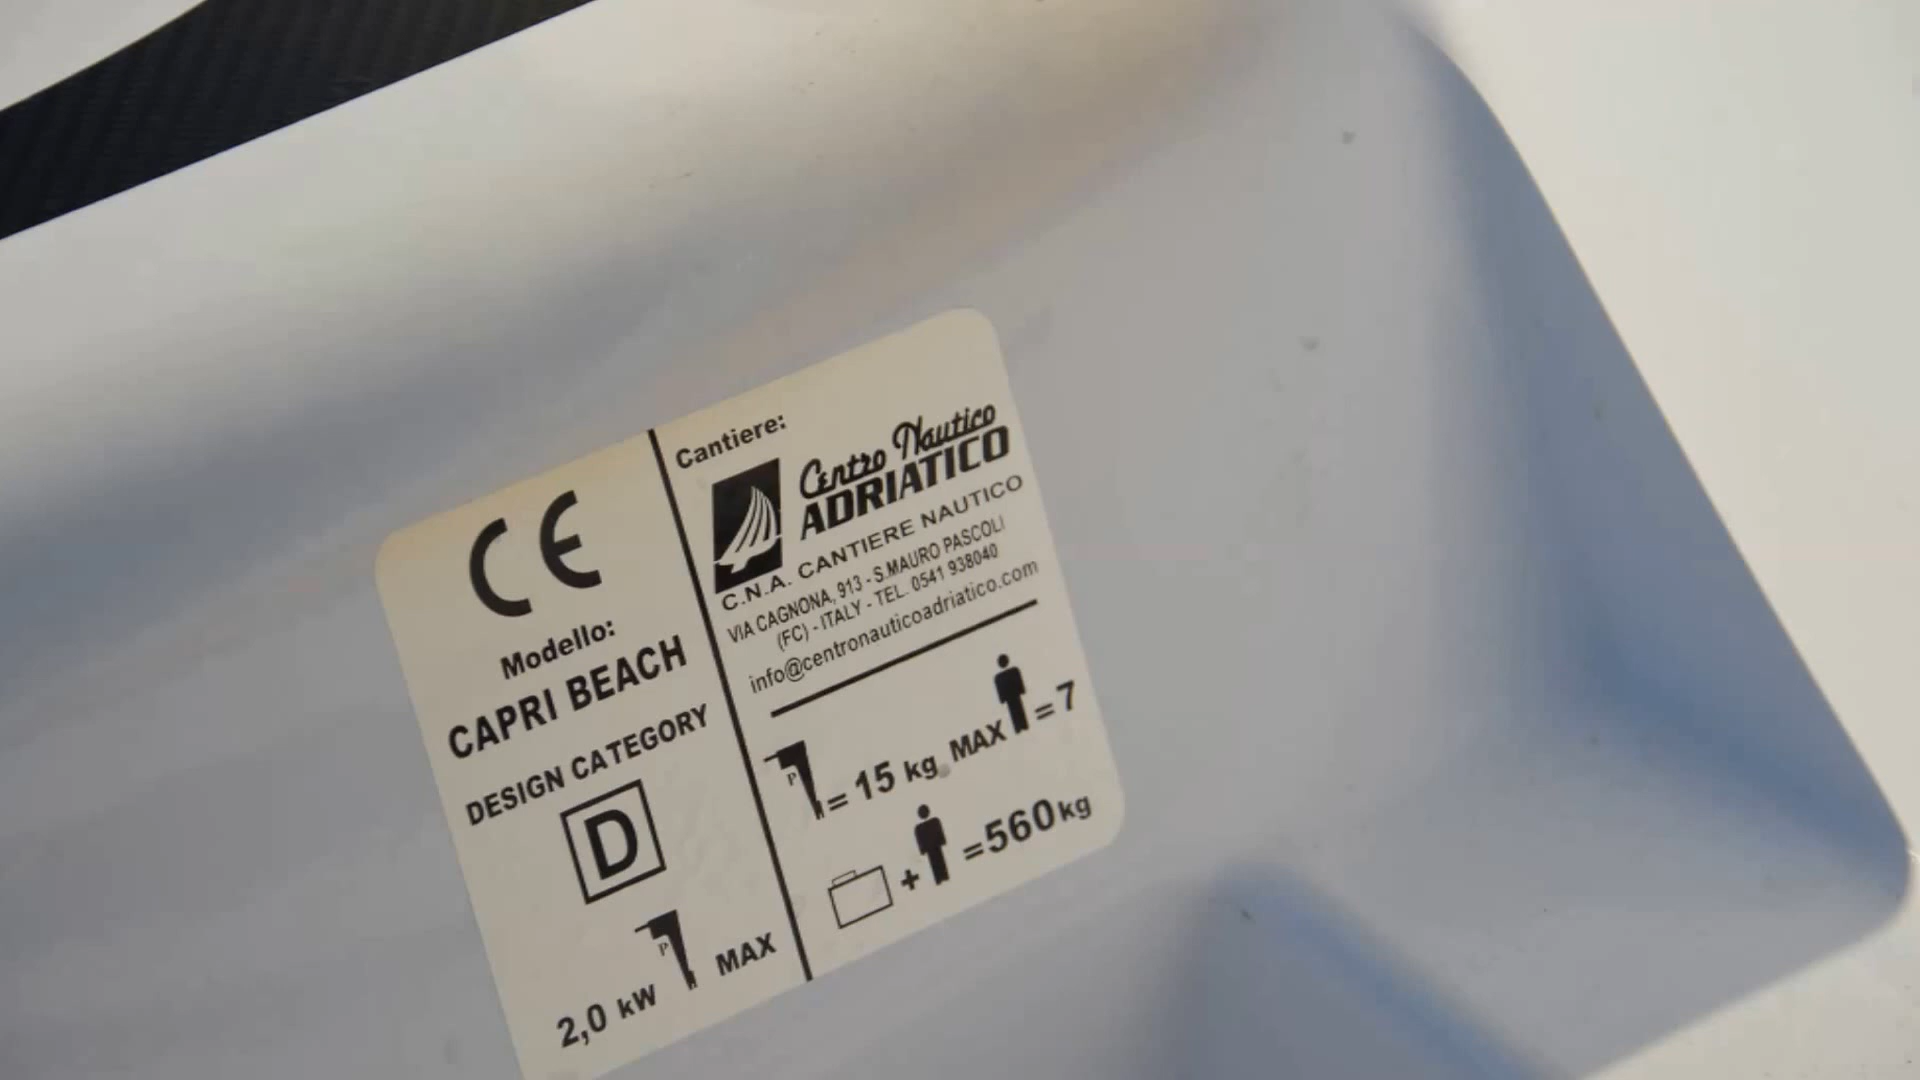 CE
Modello:
CAPRI BEACH
DESIGN CATEGORY
D
P
2,0 kW MAX
Cantiere:
Centro Nautico
ADRIATICO
C.N.A. CANTIERE NAUTICO
VIA CAGNONA, 913 - S.MAURO PASCOLI
(FC) - ITALY - TEL. 0541 938040
info@centronauticoadriatico.com
P = 15 kg MAX = 7
+ =560kg